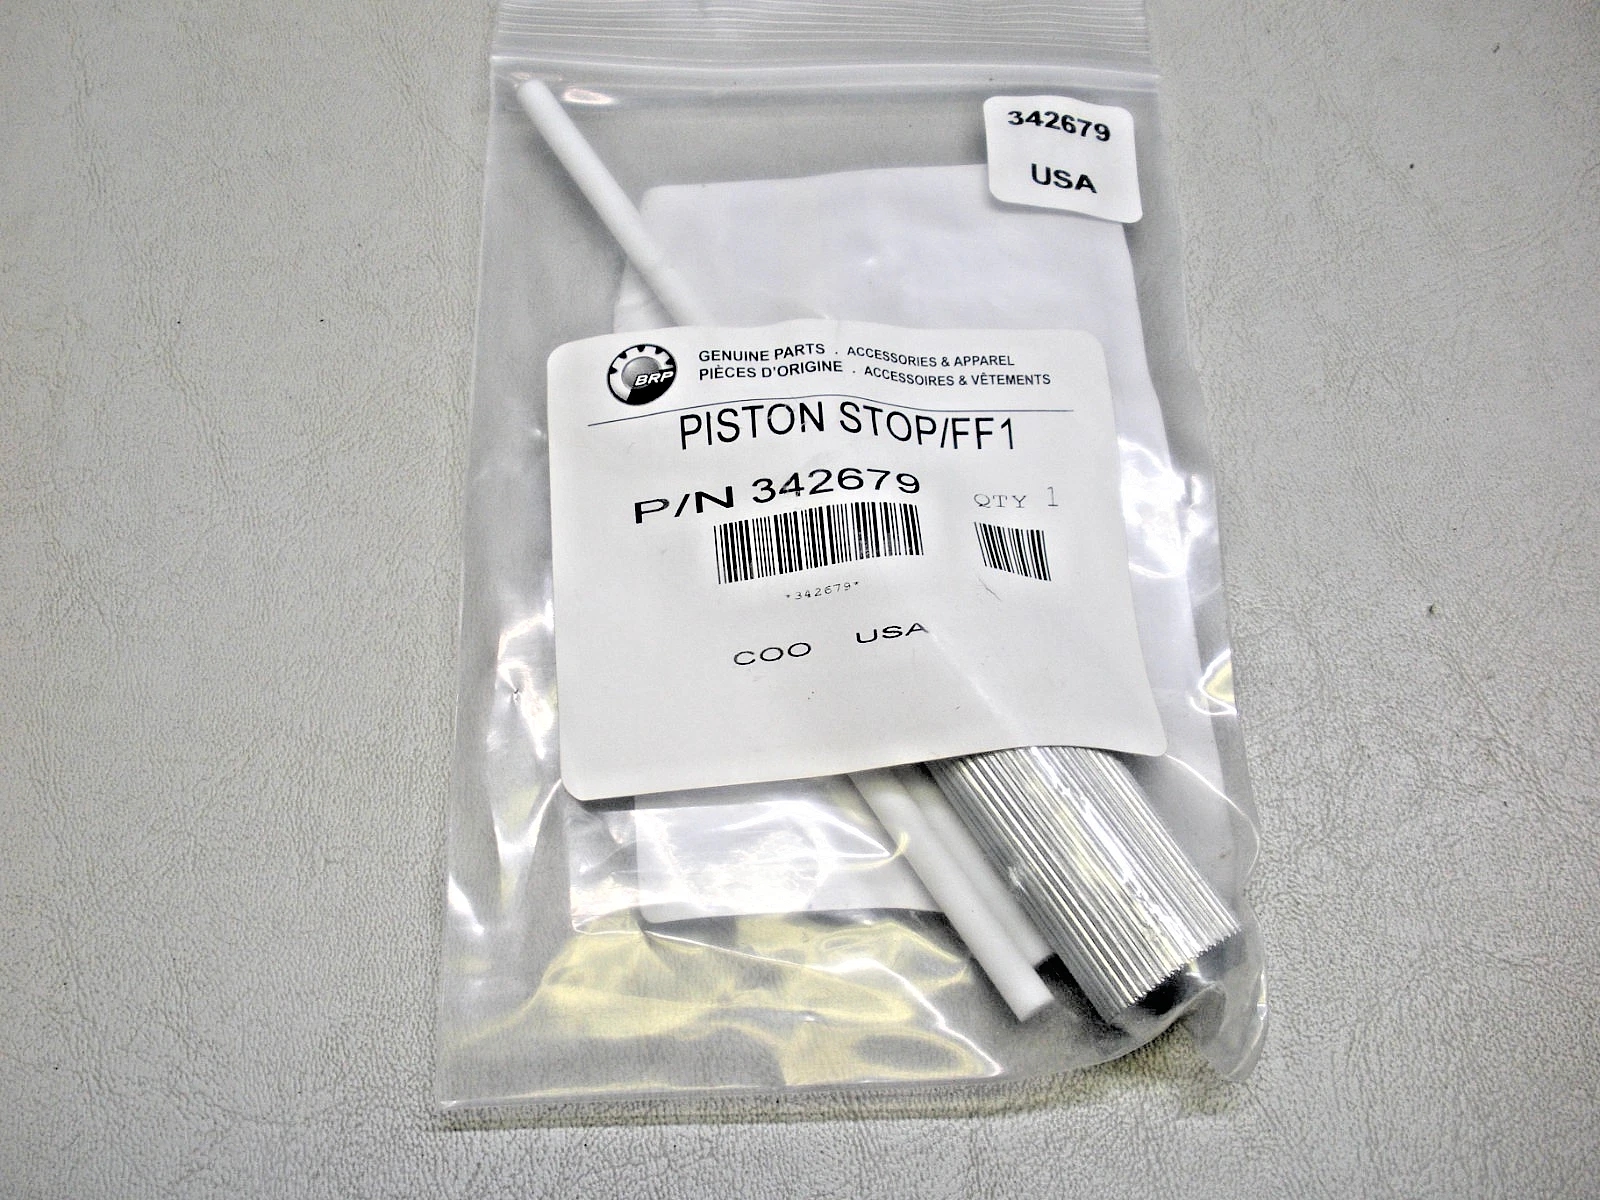 342679
USA
BRP
GENUINE PARTS . ACCESSORIES & APPAREL
PIÈCES D'ORIGINE . ACCESSOIRES & VÊTEMENTS
PISTON STOP/FF1
P/N 342679
QTY 1
*342679*
COO USA